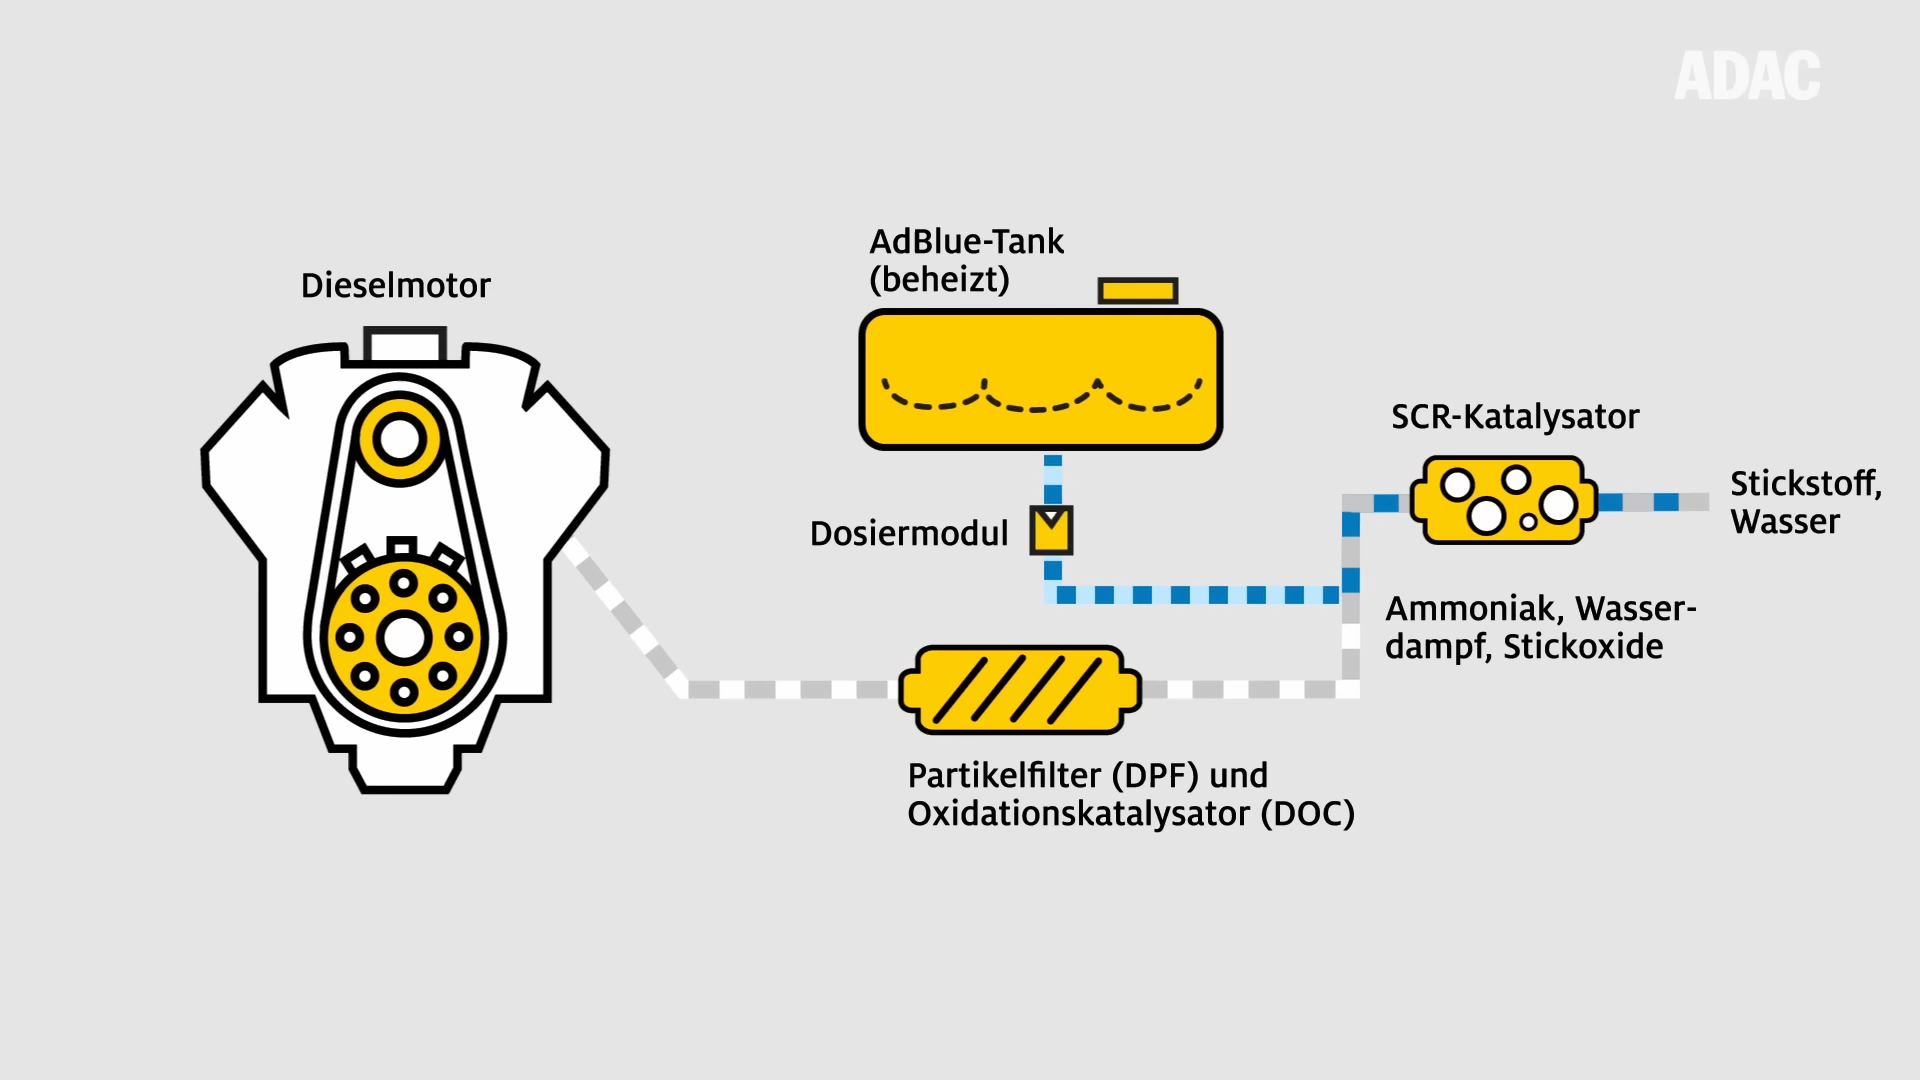 ADAC
Dieselmotor
AdBlue-Tank
(beheizt)
Dosiermodul
SCR-Katalysator
Stickstoff,
Wasser
Ammoniak, Wasser-
dampf, Stickoxide
Partikelfilter (DPF) und
Oxidationskatalysator (DOC)